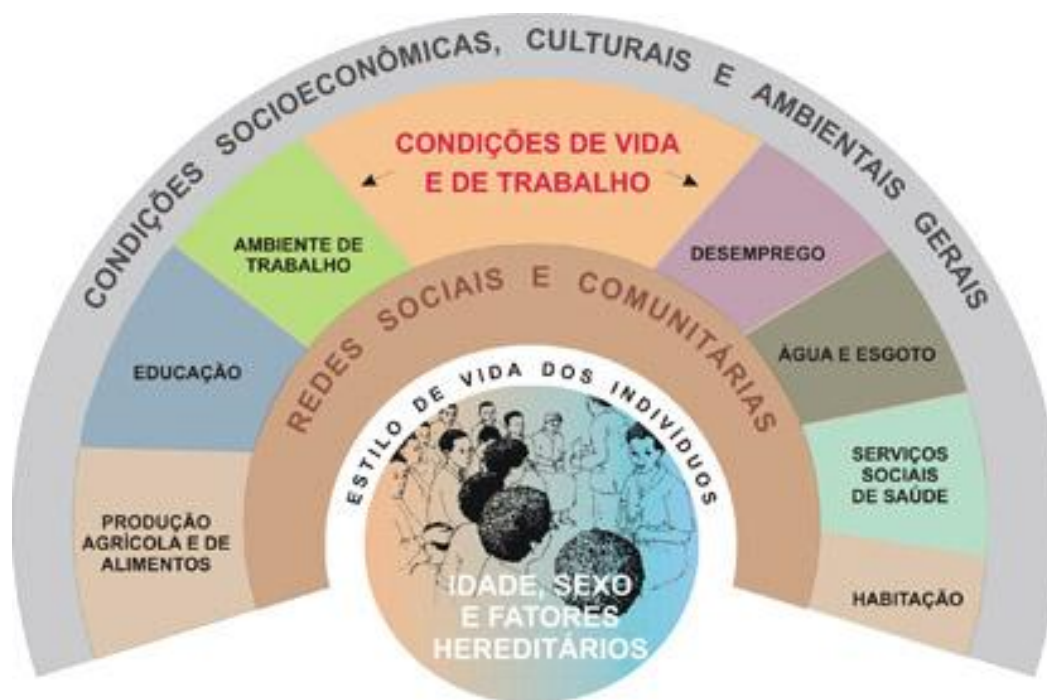 CONDIÇÕES SOCIOECONÔMICAS, CULTURAIS E AMBIENTAIS GERAIS
CONDIÇÕES DE VIDA
E DE TRABALHO
AMBIENTE DE
TRABALHO
DESEMPREGO
EDUCAÇÃO
ÁGUA E ESGOTO
PRODUÇÃO
AGRÍCOLA E DE
ALIMENTOS
SERVIÇOS
SOCIAIS
DE SAÚDE
HABITAÇÃO
REDES SOCIAIS E COMUNITÁRIAS
ESTILO DE VIDA DOS INDIVÍDUOS
IDADE, SEXO
E FATORES
HEREDITÁRIOS